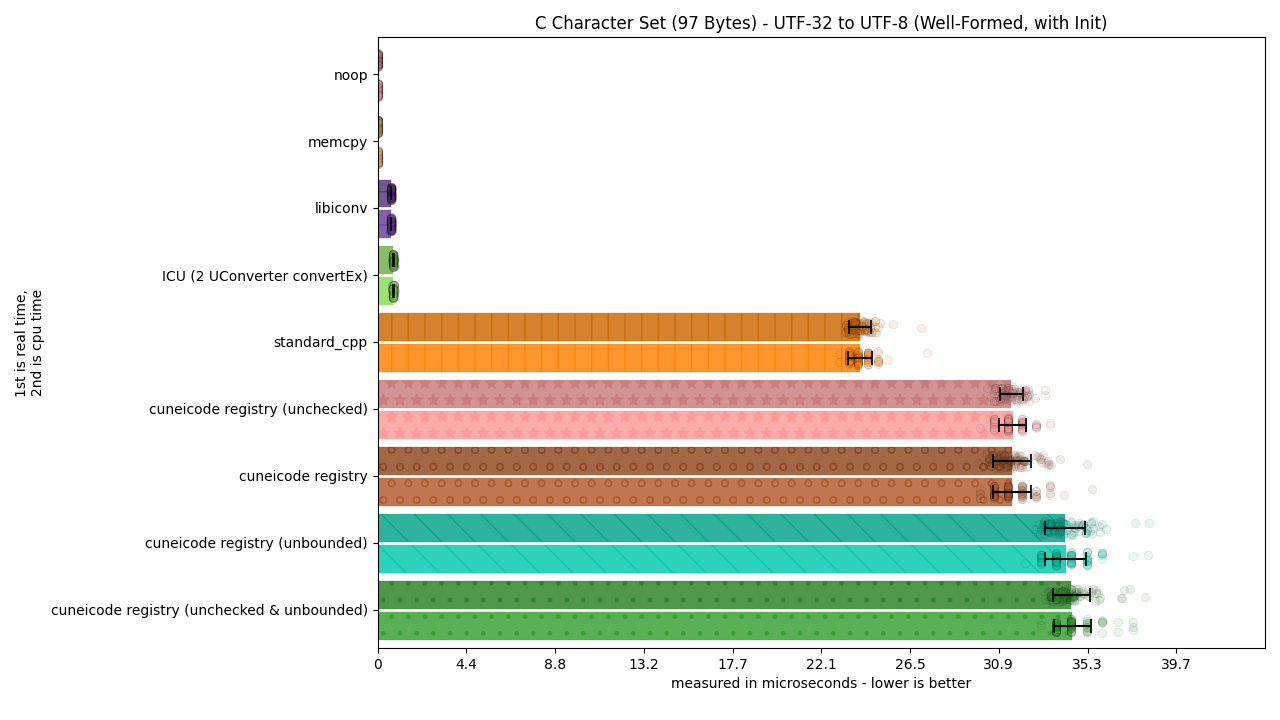 C Character Set (97 Bytes) - UTF-32 to UTF-8 (Well-Formed, with Init)
1st is real time,
2nd is cpu time
noop
memcpy
libiconv
ICU (2 UConverter convertEx)
standard_cpp
cuneicode registry (unchecked)
cuneicode registry
cuneicode registry (unbounded)
cuneicode registry (unchecked & unbounded)
0 4.4 8.8 13.2 17.7 22.1 26.5 30.9 35.3 39.7
measured in microseconds - lower is better